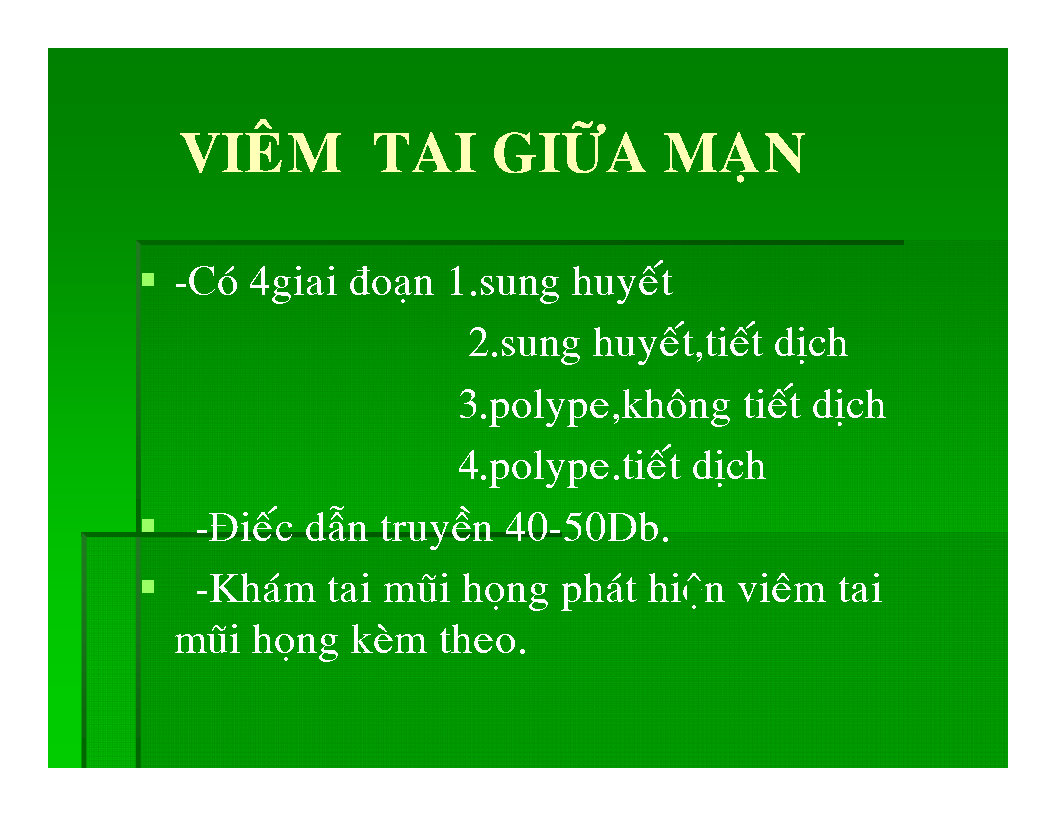 VIÊM TAI GIỮA MẠN
-Có 4giai đoạn 1.sung huyết
2.sung huyết,tiết dịch
3.polype,không tiết dịch
4.polype.tiết dịch
-Điếc dẫn truyền 40-50Db.
-Khám tai mũi họng phát hiện viêm tai
mũi họng kèm theo.